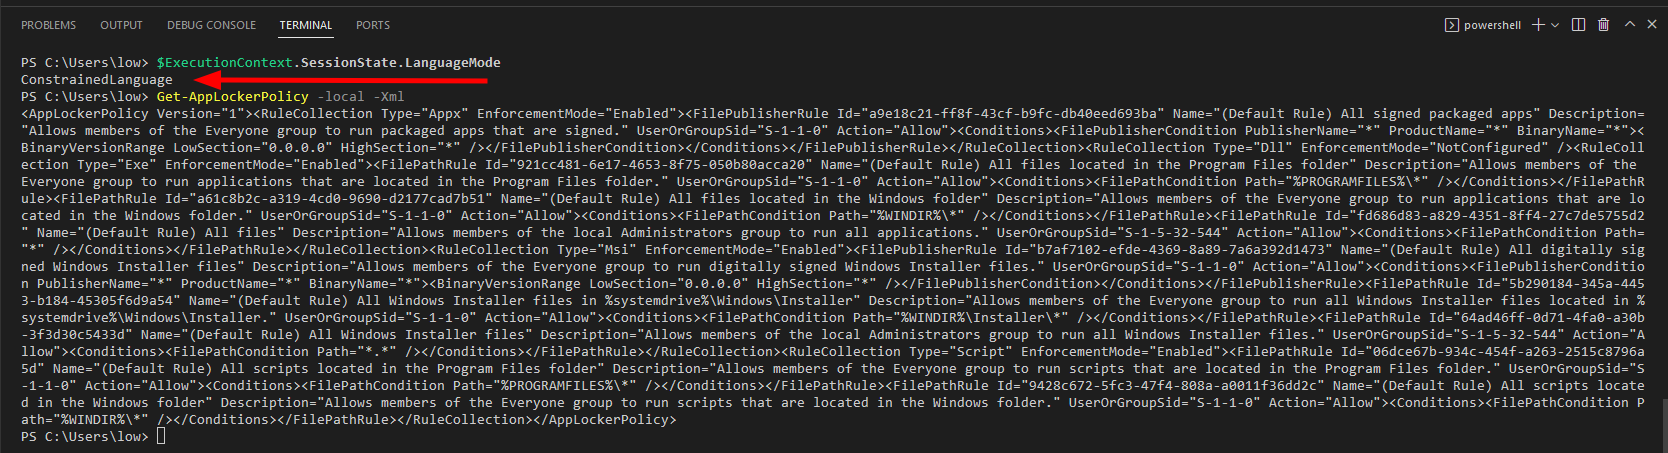 PROBLEMS OUTPUT DEBUG CONSOLE TERMINAL PORTS powershell
PS C:\Users\low> $ExecutionContext.SessionState.LanguageMode
ConstrainedLanguage
PS C:\Users\low> Get-AppLockerPolicy -local -Xml
<AppLockerPolicy Version="1"><RuleCollection Type="Appx" EnforcementMode="Enabled"><FilePublisherRule Id="a9e18c21-ff8f-43cf-b9fc-db40eed693ba" Name="(Default Rule) All signed packaged apps" Description=
"Allows members of the Everyone group to run packaged apps that are signed." UserOrGroupSid="S-1-1-0" Action="Allow"><Conditions><FilePublisherCondition PublisherName="*" ProductName="*" BinaryName="*"><
BinaryVersionRange LowSection="0.0.0.0" HighSection="*" /></FilePublisherCondition></Conditions></FilePublisherRule></RuleCollection><RuleCollection Type="Dll" EnforcementMode="NotConfigured" /><RuleColl
ection Type="Exe" EnforcementMode="Enabled"><FilePathRule Id="921cc481-6e17-4653-8f75-050b80acca20" Name="(Default Rule) All files located in the Program Files folder" Description="Allows members of the
Everyone group to run applications that are located in the Program Files folder." UserOrGroupSid="S-1-1-0" Action="Allow"><Conditions><FilePathCondition Path="%PROGRAMFILES%\*" /></Conditions></FilePathR
ule><FilePathRule Id="a61c8b2c-a319-4cd0-9690-d2177cad7b51" Name="(Default Rule) All files located in the Windows folder" Description="Allows members of the Everyone group to run applications that are lo
cated in the Windows folder." UserOrGroupSid="S-1-1-0" Action="Allow"><Conditions><FilePathCondition Path="%WINDIR%\*" /></Conditions></FilePathRule><FilePathRule Id="fd686d83-a829-4351-8ff4-27c7de5755d2
" Name="(Default Rule) All files" Description="Allows members of the local Administrators group to run all applications." UserOrGroupSid="S-1-5-32-544" Action="Allow"><Conditions><FilePathCondition Path=
"*" /></Conditions></FilePathRule></RuleCollection><RuleCollection Type="Msi" EnforcementMode="Enabled"><FilePublisherRule Id="b7af7102-efde-4369-8a89-7a6a392d1473" Name="(Default Rule) All digitally sig
ned Windows Installer files" Description="Allows members of the Everyone group to run digitally signed Windows Installer files." UserOrGroupSid="S-1-1-0" Action="Allow"><Conditions><FilePublisherConditio
n PublisherName="*" ProductName="*" BinaryName="*"><BinaryVersionRange LowSection="0.0.0.0" HighSection="*" /></FilePublisherCondition></Conditions></FilePublisherRule><FilePathRule Id="5b290184-345a-445
3-b184-45305f6d9a54" Name="(Default Rule) All Windows Installer files in %systemdrive%\Windows\Installer" Description="Allows members of the Everyone group to run all Windows Installer files located in %
systemdrive%\Windows\Installer." UserOrGroupSid="S-1-1-0" Action="Allow"><Conditions><FilePathCondition Path="%WINDIR%\Installer\*" /></Conditions></FilePathRule><FilePathRule Id="64ad46ff-0d71-4fa0-a30b
-3f3d30c5433d" Name="(Default Rule) All Windows Installer files" Description="Allows members of the local Administrators group to run all Windows Installer files." UserOrGroupSid="S-1-5-32-544" Action="A
llow"><Conditions><FilePathCondition Path="*.*" /></Conditions></FilePathRule></RuleCollection><RuleCollection Type="Script" EnforcementMode="Enabled"><FilePathRule Id="06dce67b-934c-454f-a263-2515c8796a
5d" Name="(Default Rule) All scripts located in the Program Files folder" Description="Allows members of the Everyone group to run scripts that are located in the Program Files folder." UserOrGroupSid="S
-1-1-0" Action="Allow"><Conditions><FilePathCondition Path="%PROGRAMFILES%\*" /></Conditions></FilePathRule><FilePathRule Id="9428c672-5fc3-47f4-808a-a0011f36dd2c" Name="(Default Rule) All scripts locate
d in the Windows folder" Description="Allows members of the Everyone group to run scripts that are located in the Windows folder." UserOrGroupSid="S-1-1-0" Action="Allow"><Conditions><FilePathCondition P
ath="%WINDIR%\*" /></Conditions></FilePathRule></RuleCollection></AppLockerPolicy>
PS C:\Users\low>